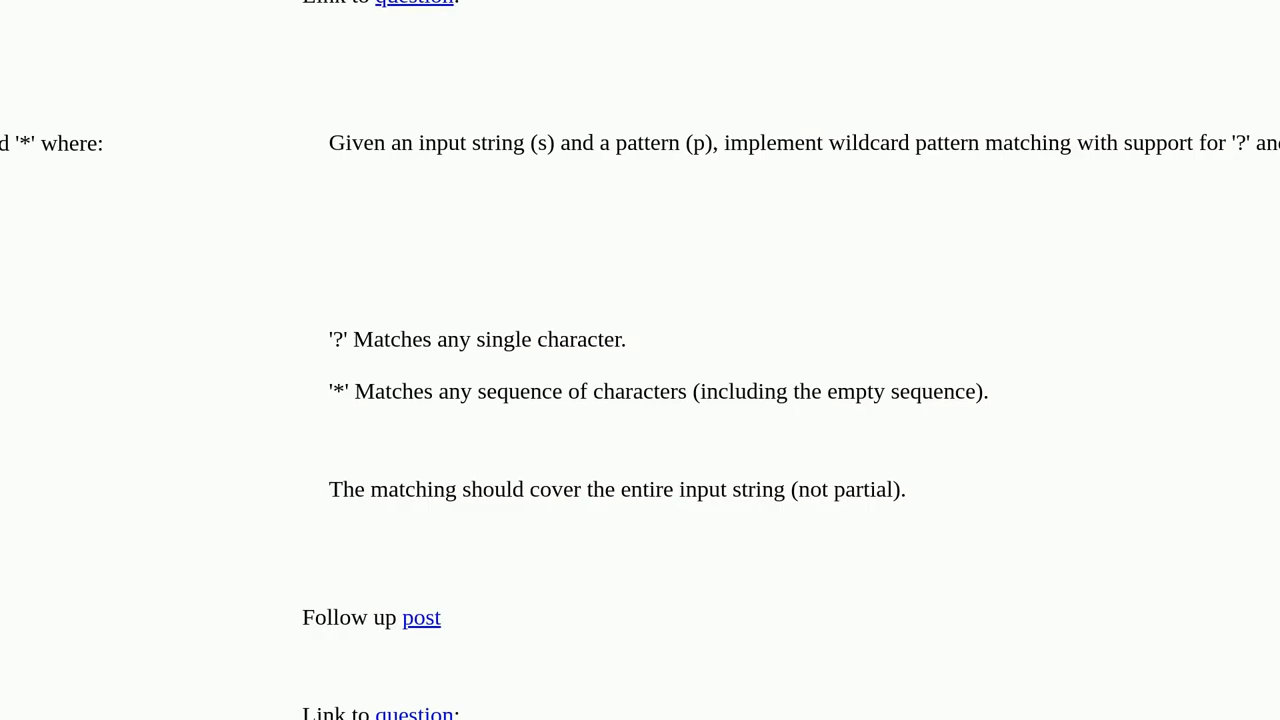 Link to question:
Given an input string (s) and a pattern (p), implement wildcard pattern matching with support for '?' and
d '*' where:
'?' Matches any single character.
'*' Matches any sequence of characters (including the empty sequence).
The matching should cover the entire input string (not partial).
Follow up post
Link to question: